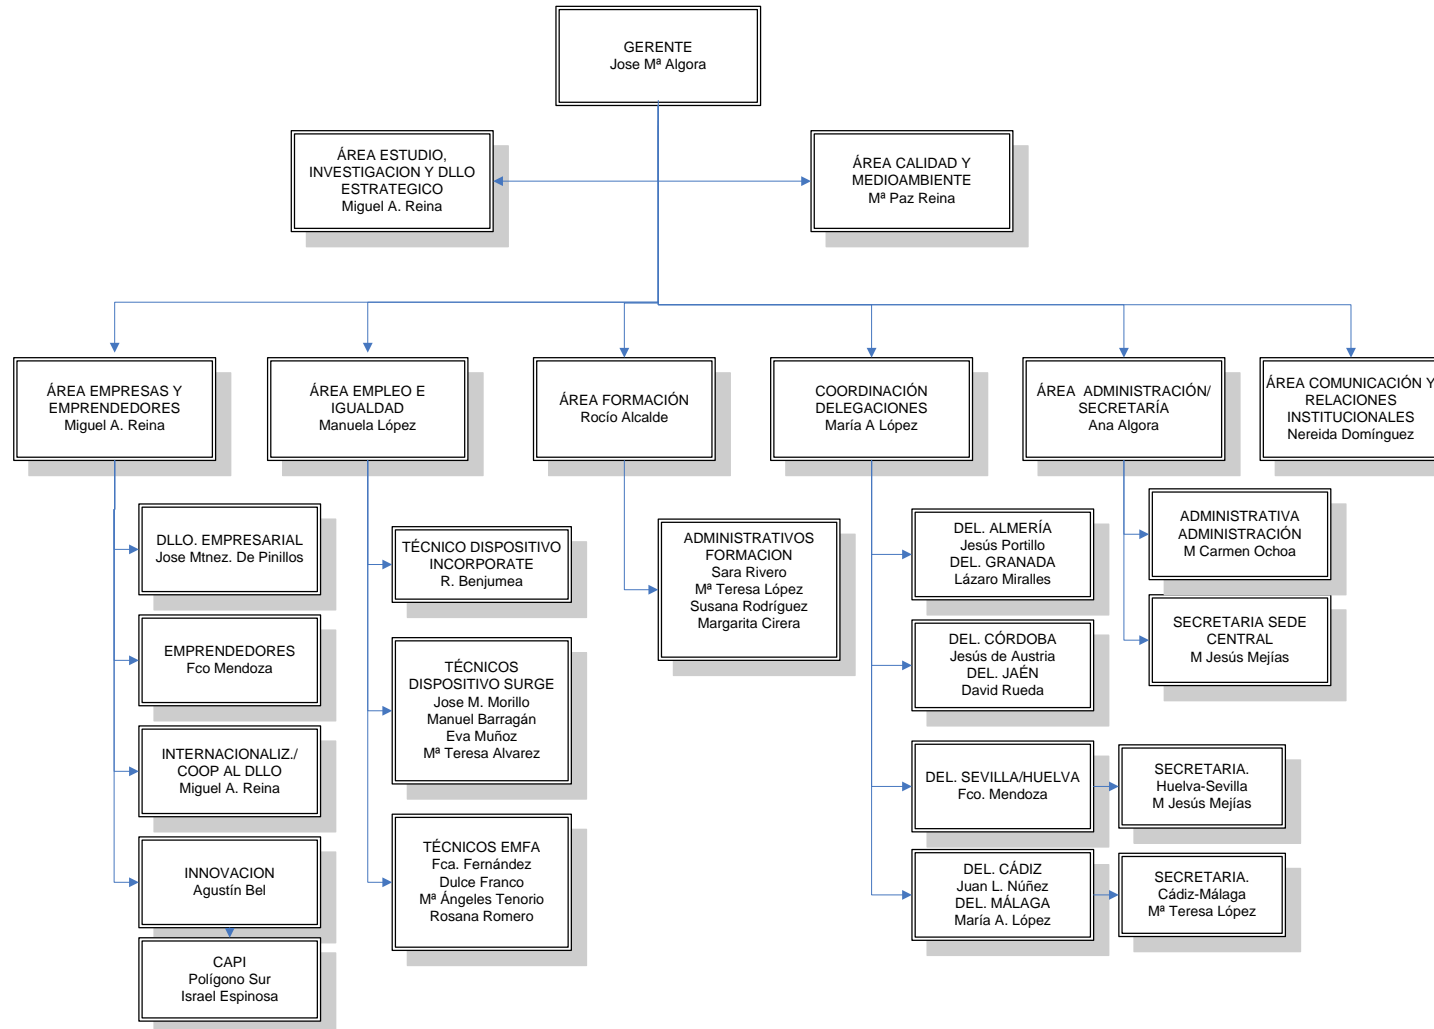 GERENTE
Jose Mª Algora
ÁREA ESTUDIO,
INVESTIGACION Y DLLO
ESTRATEGICO
Miguel A. Reina
ÁREA CALIDAD Y
MEDIOAMBIENTE
Mª Paz Reina
ÁREA EMPRESAS Y
EMPRENDEDORES
Miguel A. Reina
ÁREA EMPLEO E
IGUALDAD
Manuela López
ÁREA FORMACIÓN
Rocío Alcalde
COORDINACIÓN
DELEGACIONES
María A López
ÁREA ADMINISTRACIÓN/
SECRETARÍA
Ana Algora
ÁREA COMUNICACIÓN Y
RELACIONES
INSTITUCIONALES
Nereida Domínguez
DLLO. EMPRESARIAL
Jose Mtnez. De Pinillos
EMPRENDEDORES
Fco Mendoza
INTERNACIONALIZ./
COOP AL DLLO
Miguel A. Reina
INNOVACION
Agustín Bel
CAPI
Polígono Sur
Israel Espinosa
TÉCNICO DISPOSITIVO
INCORPORATE
R. Benjumea
TÉCNICOS
DISPOSITIVO SURGE
Jose M. Morillo
Manuel Barragán
Eva Muñoz
Mª Teresa Alvarez
TÉCNICOS EMFA
Fca. Fernández
Dulce Franco
Mª Ángeles Tenorio
Rosana Romero
ADMINISTRATIVOS
FORMACION
Sara Rivero
Mª Teresa López
Susana Rodríguez
Margarita Cirera
DEL. ALMERÍA
Jesús Portillo
DEL. GRANADA
Lázaro Miralles
DEL. CÓRDOBA
Jesús de Austria
DEL. JAÉN
David Rueda
DEL. SEVILLA/HUELVA
Fco. Mendoza
SECRETARIA.
Huelva-Sevilla
M Jesús Mejías
DEL. CÁDIZ
Juan L. Núñez
DEL. MÁLAGA
María A. López
SECRETARIA.
Cádiz-Málaga
Mª Teresa López
ADMINISTRATIVA
ADMINISTRACIÓN
M Carmen Ochoa
SECRETARIA SEDE
CENTRAL
M Jesús Mejías